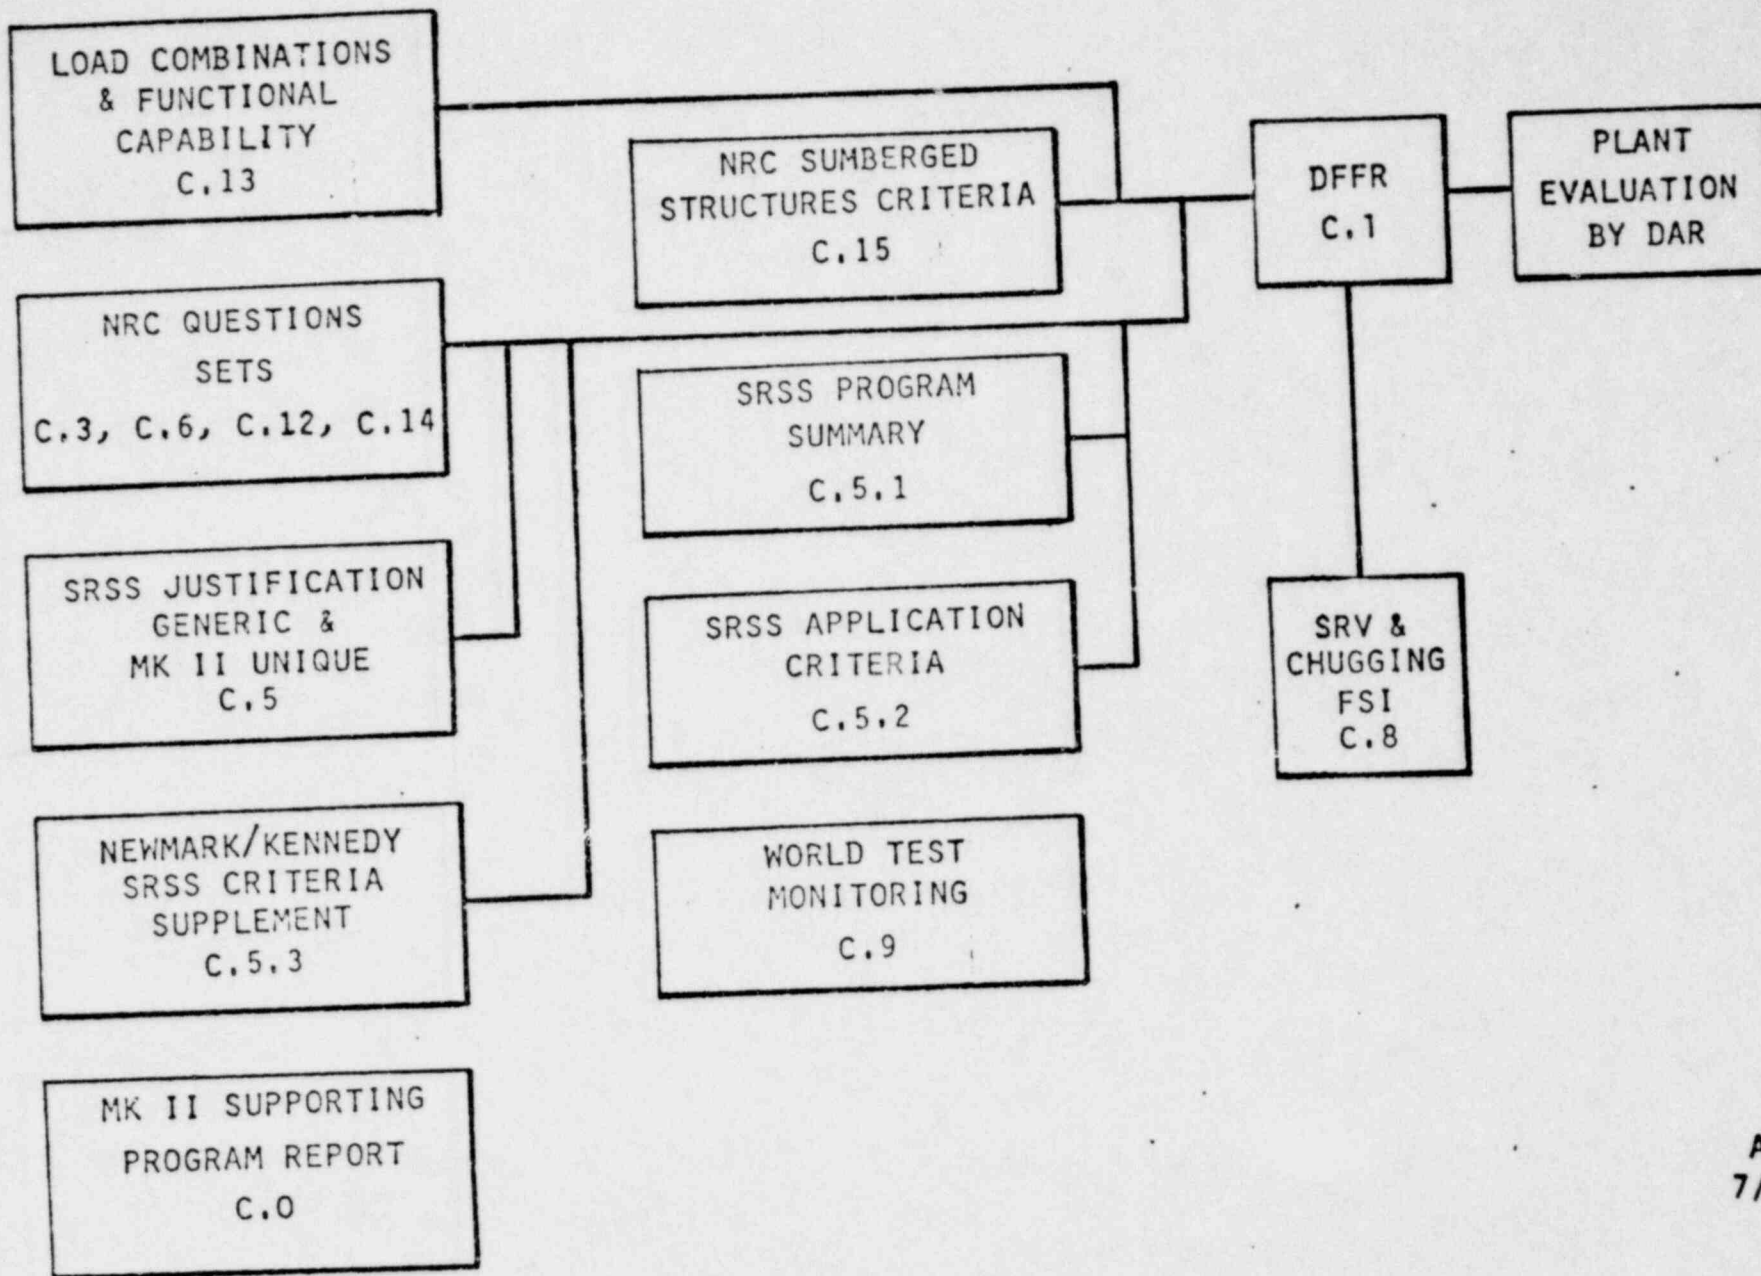 LOAD COMBINATIONS
& FUNCTIONAL
CAPABILITY
C.13
NRC SUMBERGED
STRUCTURES CRITERIA
C.15
DFFR
C.1
PLANT
EVALUATION
BY DAR
NRC QUESTIONS
SETS
C.3, C.6, C.12, C.14
SRSS PROGRAM
SUMMARY
C.5.1
SRSS JUSTIFICATION
GENERIC &
MK II UNIQUE
C.5
SRSS APPLICATION
CRITERIA
C.5.2
SRV &
CHUGGING
FSI
C.8
NEWMARK/KENNEDY
SRSS CRITERIA
SUPPLEMENT
C.5.3
WORLD TEST
MONITORING
C.9
MK II SUPPORTING
PROGRAM REPORT
C.0
A
7/